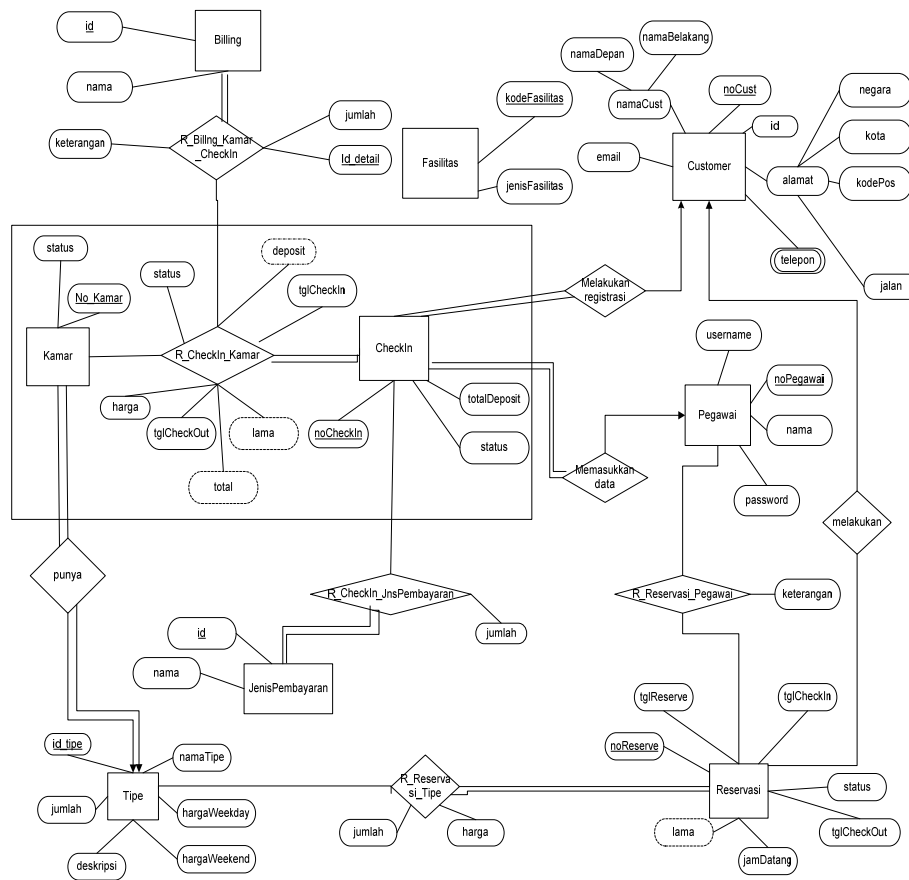 id
Billing
nama
namaDepan
namaBelakang
namaCust
noCust
id
negara
kota
kodePos
jalan
alamat
telepon
email
Customer
keterangan
R_Billng_Kamar
_CheckIn
jumlah
Id_detail
kodeFasilitas
Fasilitas
jenisFasilitas
status
No_Kamar
Kamar
status
deposit
tglCheckIn
R_CheckIn_Kamar
harga
tglCheckOut
lama
total
CheckIn
noCheckIn
totalDeposit
status
Melakukan
registrasi
Memasukkan
data
username
noPegawai
Pegawai
nama
password
melakukan
punya
R_CheckIn_JnsPembayaran
jumlah
id
nama
JenisPembayaran
R_Reservasi_Pegawai
keterangan
id_tipe
namaTipe
Tipe
jumlah
hargaWeekday
deskripsi
hargaWeekend
R_Reserva
si_Tipe
jumlah
harga
tglReserve
tglCheckIn
noReserve
Reservasi
status
tglCheckOut
lama
jamDatang